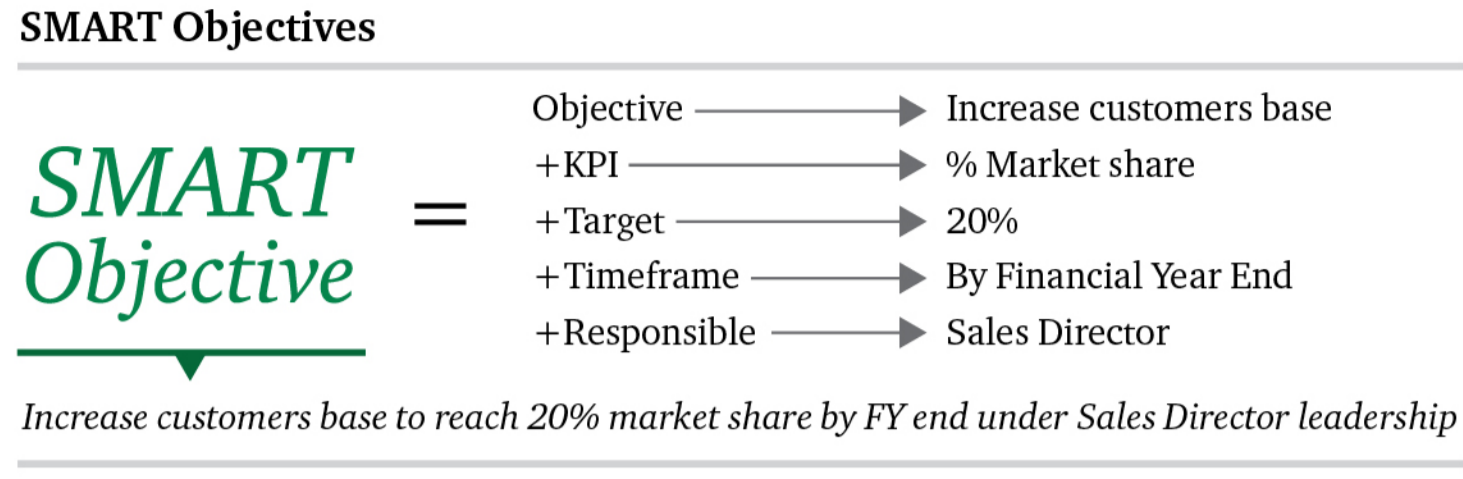 SMART Objectives
SMART
Objective
=
Objective Increase customers base
+KPI % Market share
+Target 20%
+Timeframe By Financial Year End
+Responsible Sales Director
Increase customers base to reach 20% market share by FY end under Sales Director leadership